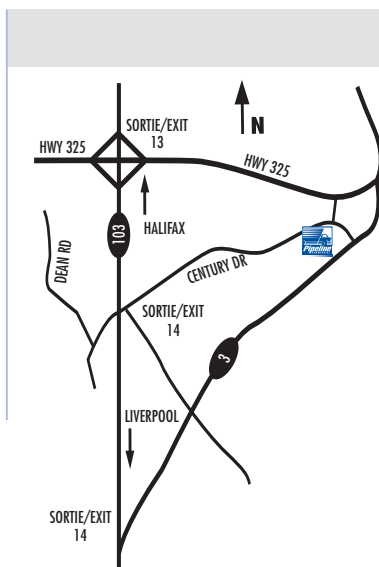 SORTIE/EXIT
13
N
HWY 325
HWY 325
HALIFAX
103
DEAN RD
CENTURY DR
Pipeline
SORTIE/EXIT
14
3
LIVERPOOL
SORTIE/EXIT
14